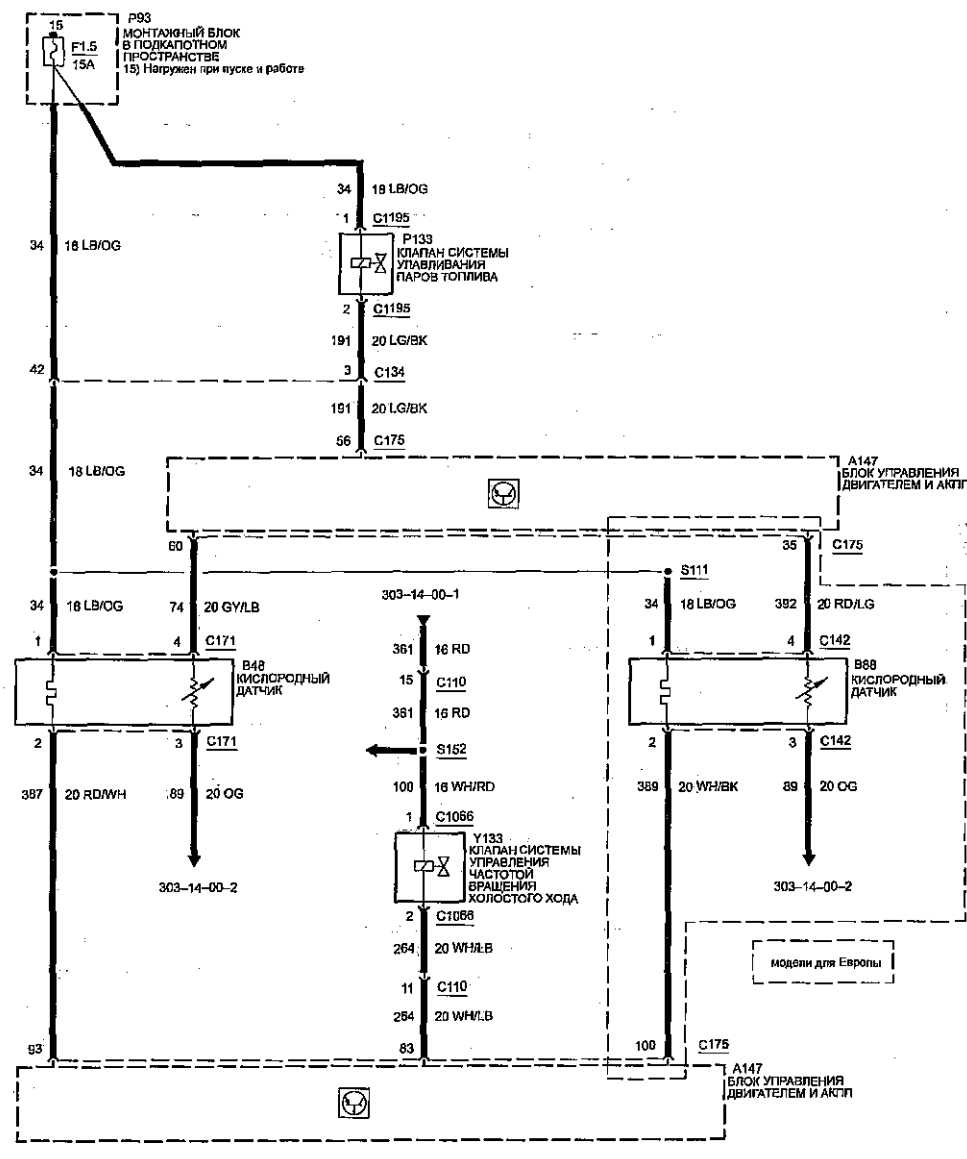 P93
МОНТАЖНЫЙ БЛОК
В ПОДКАПОТНОМ
ПРОСТРАНСТВЕ
15) Нагружен при пуске и работе
15
F1.5
15A
34 18 LB/OG
1 C1195
P133
КЛАПАН СИСТЕМЫ
УЛАВЛИВАНИЯ
ПАРОВ ТОПЛИВА
34 18 LB/OG
2 C1195
191 20 LG/BK
42
3 C134
191 20 LG/BK
56 C175
A147
БЛОК УПРАВЛЕНИЯ
ДВИГАТЕЛЕМ И АКПП
34 18 LB/OG
60
35 C175
S111
303-14-00-1
34 18 LB/OG
74 20 GY/LB
34 18 LB/OG
392 20 RD/LG
1
4 C171
361 16 RD
1
4 C142
B48
КИСЛОРОДНЫЙ
ДАТЧИК
15 C110
B88
КИСЛОРОДНЫЙ
ДАТЧИК
361 16 RD
2
3 C171
S152
2
3 C142
387 20 RD/WH
89 20 OG
100 16 WH/RD
389 20 WH/BK
89 20 OG
1 C1066
Y133
КЛАПАН СИСТЕМЫ
УПРАВЛЕНИЯ
ЧАСТОТОЙ
ВРАЩЕНИЯ
ХОЛОСТОГО ХОДА
303-14-00-2
303-14-00-2
2 C1066
264 20 WH/LB
модели для Европы
11 C110
264 20 WH/LB
93
83
100
C175
A147
БЛОК УПРАВЛЕНИЯ
ДВИГАТЕЛЕМ И АКПП